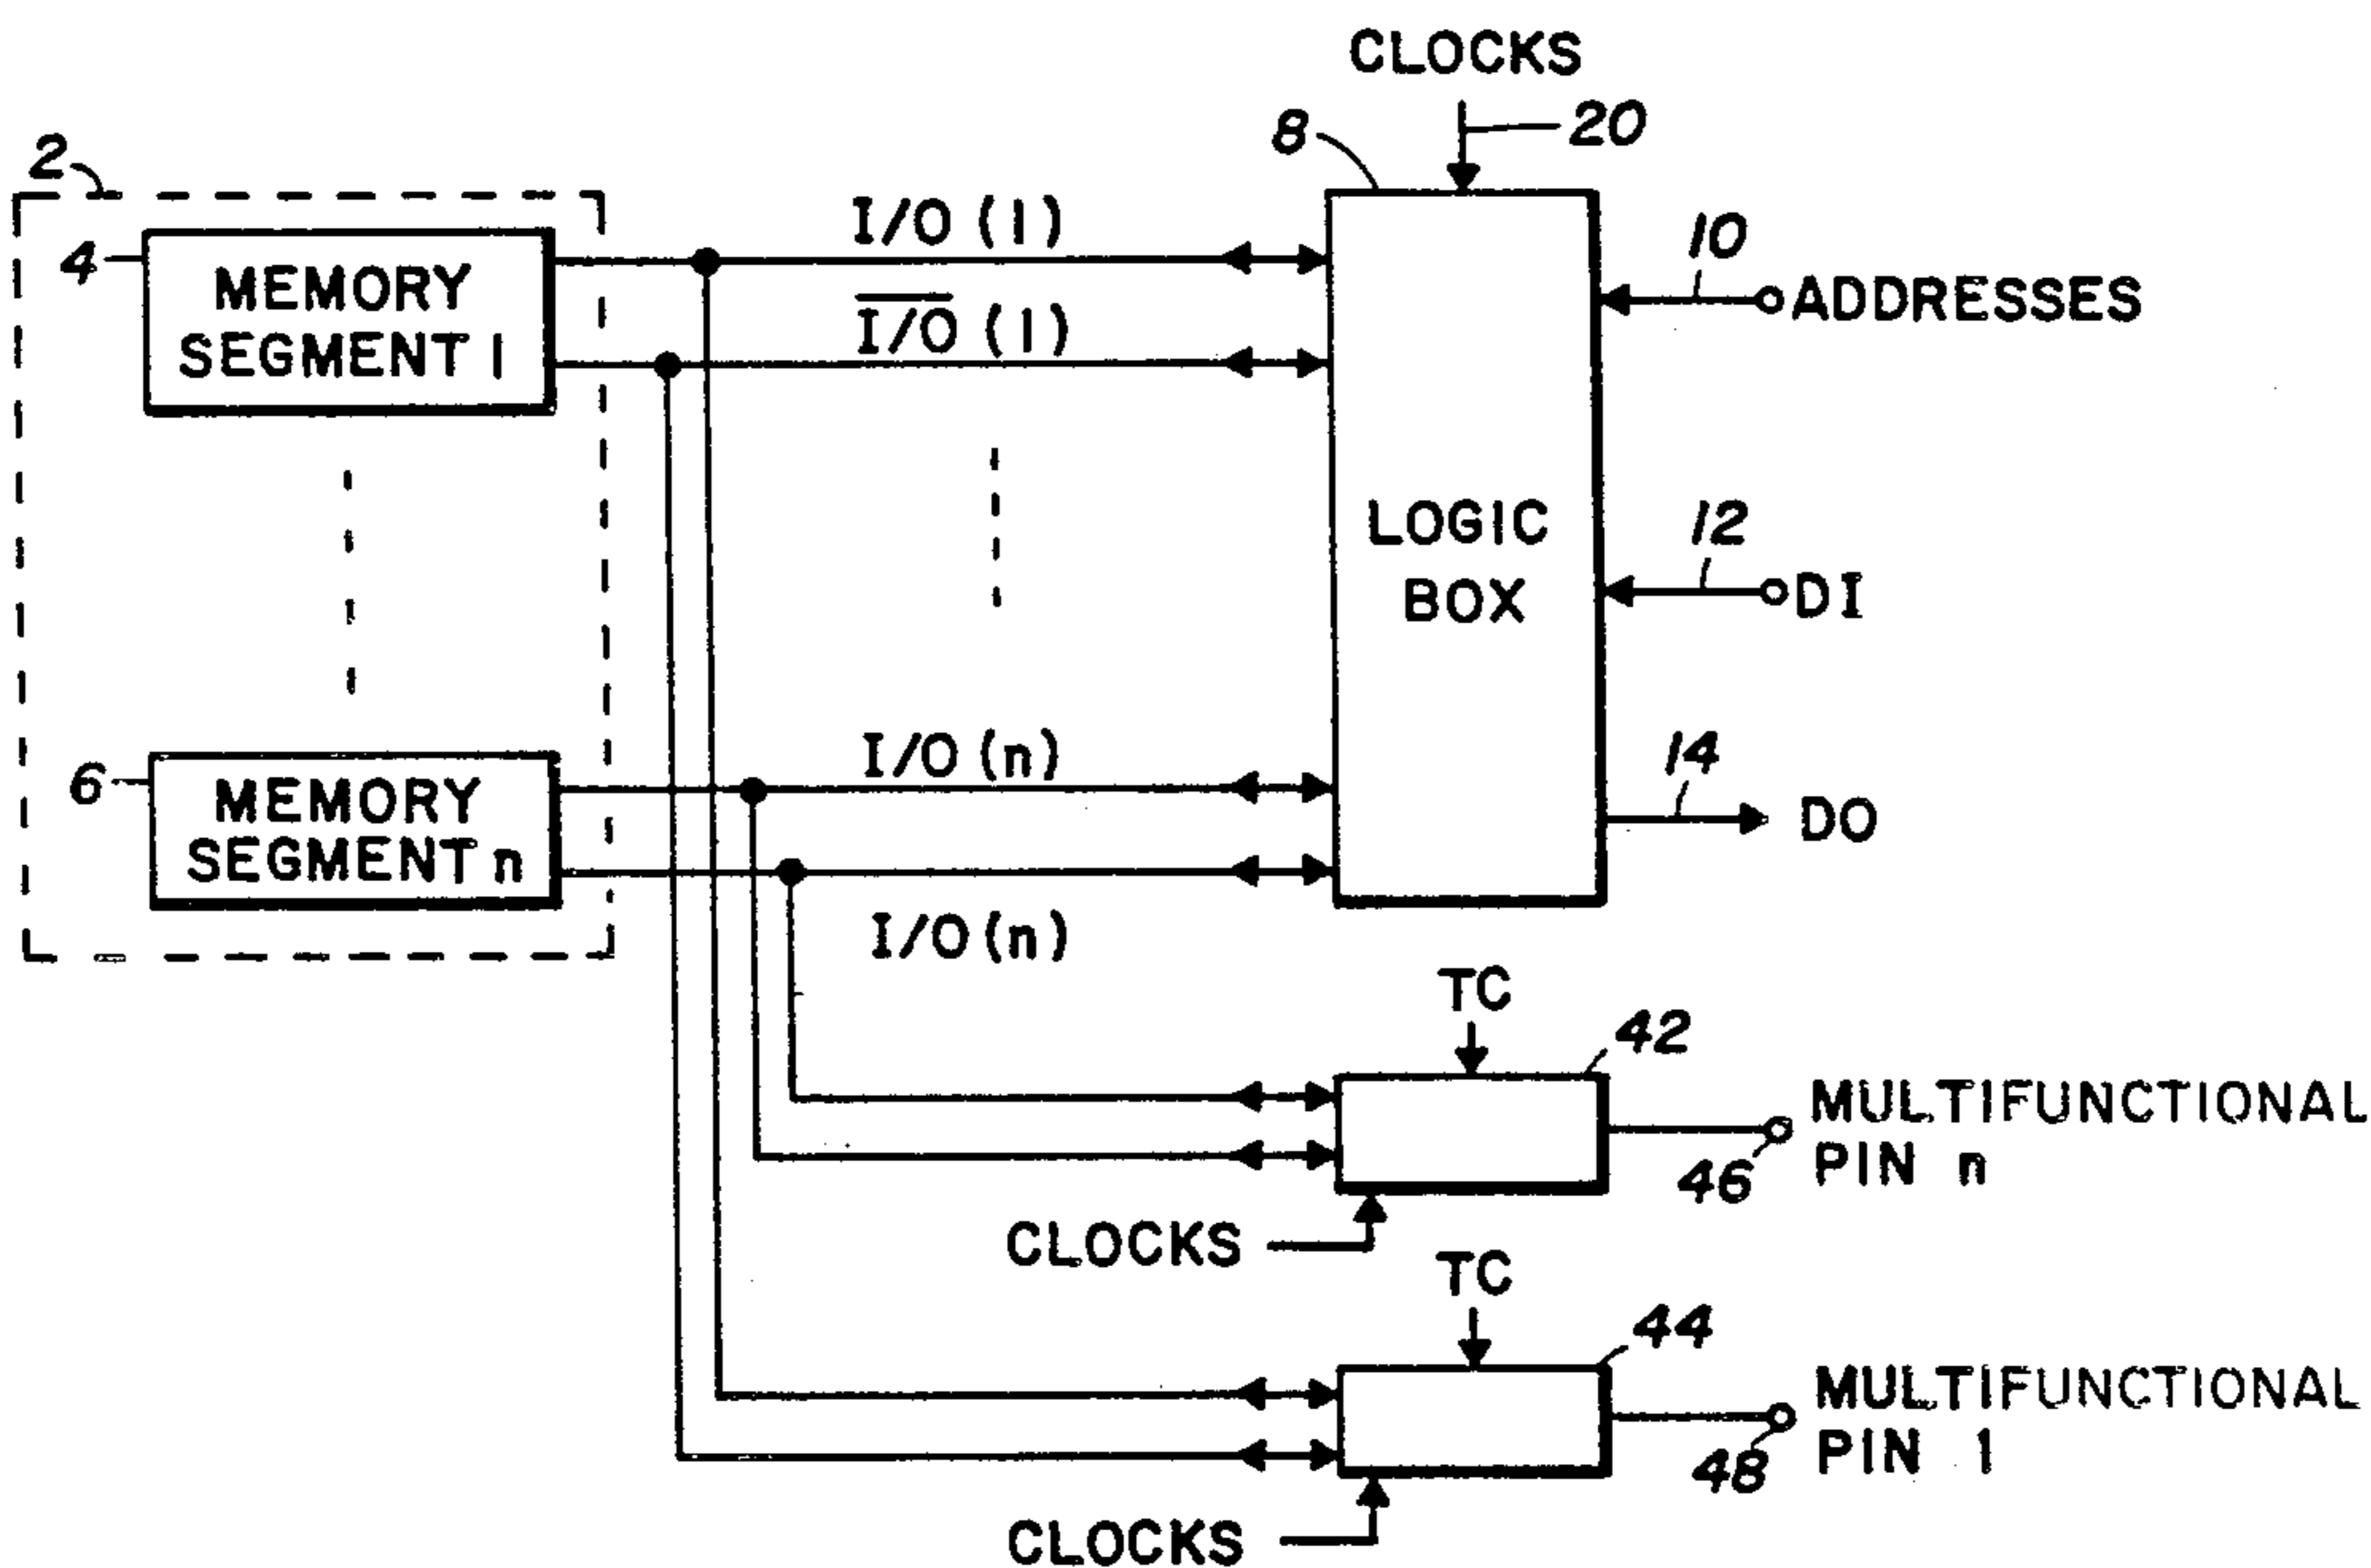 CLOCKS
20
8
2
I/O (1)
10
4
MEMORY
SEGMENT 1
I/O (1)
ADDRESSES
LOGIC
BOX
12
DI
I/O (n)
14
6
MEMORY
SEGMENT n
DO
I/O (n)
TC
42
MULTIFUNCTIONAL
PIN n
46
CLOCKS
TC
44
MULTIFUNCTIONAL
PIN 1
48
CLOCKS